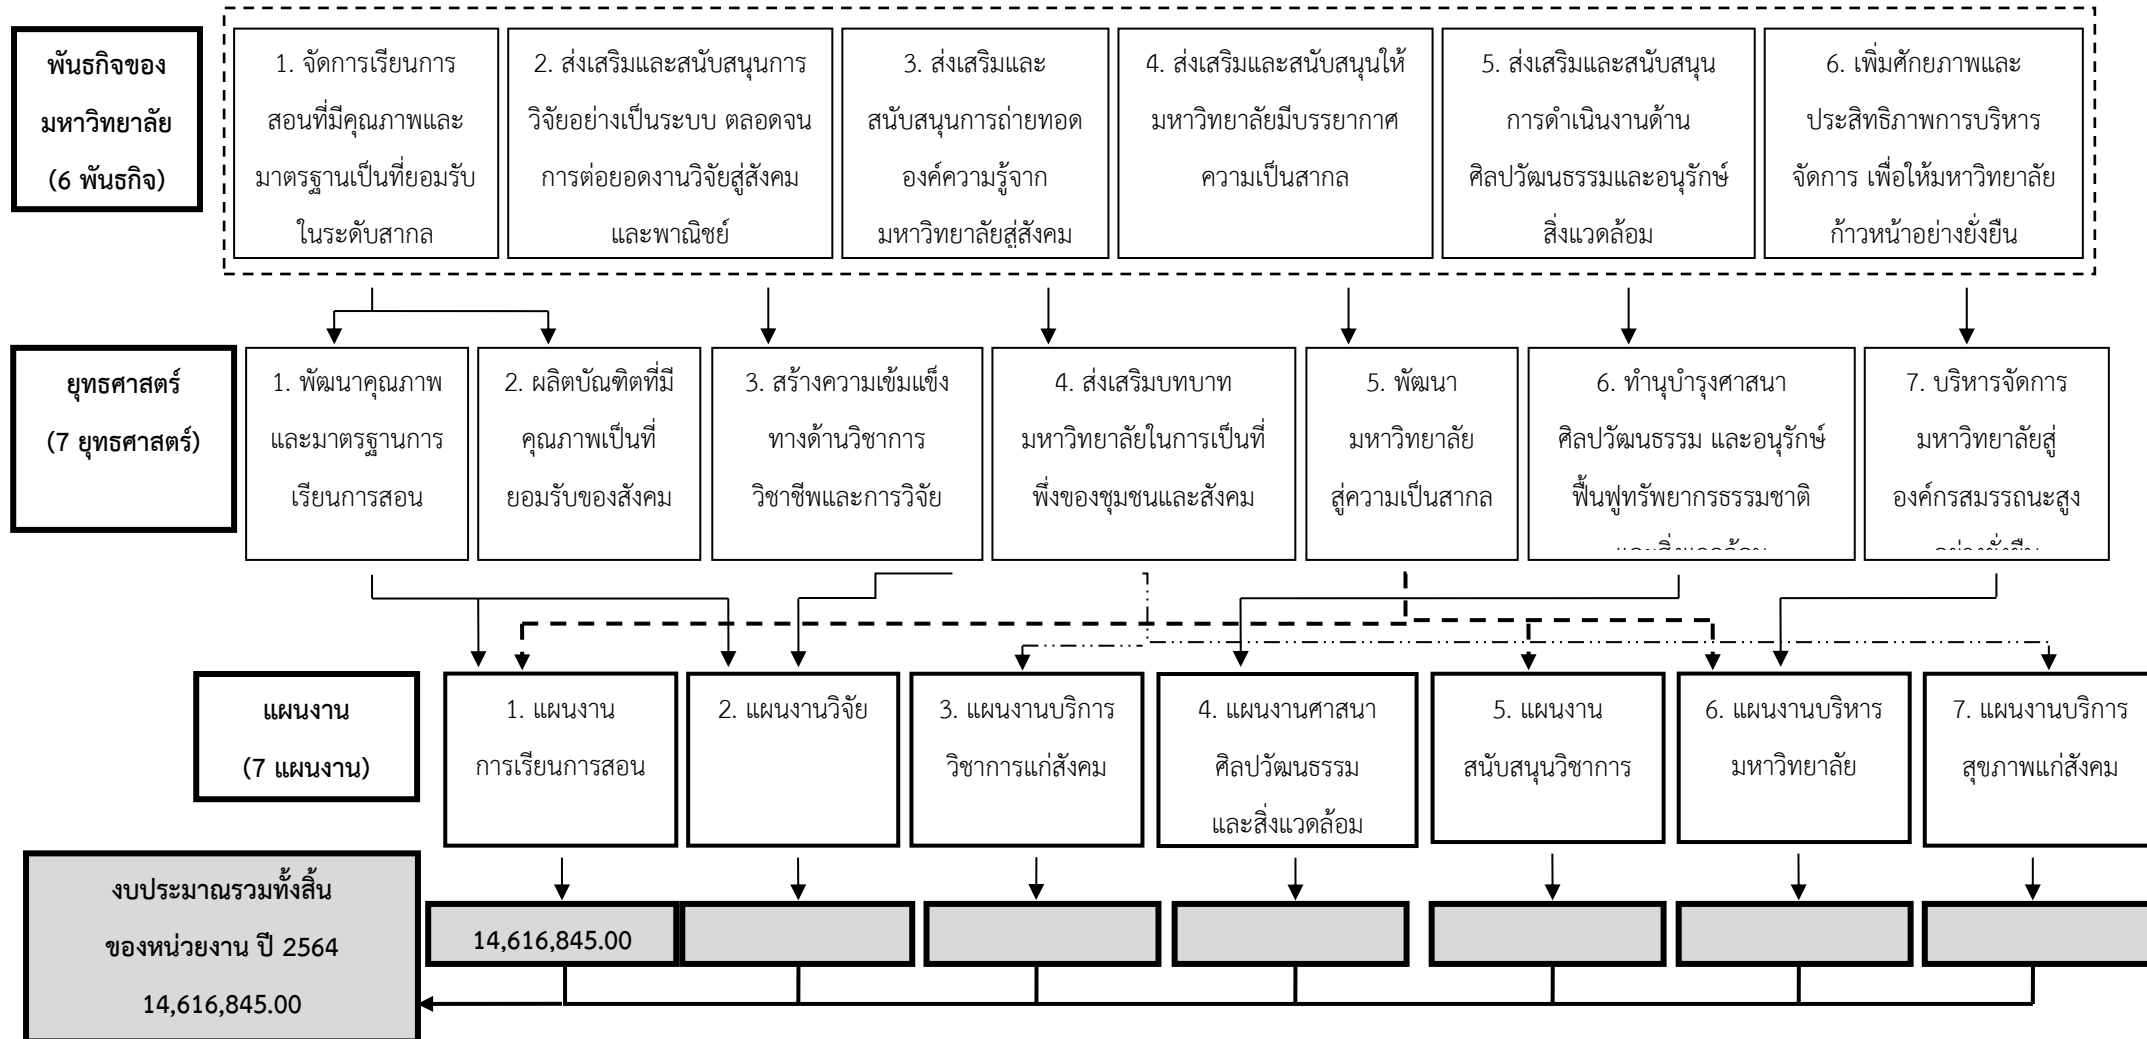 พันธกิจของ
มหาวิทยาลัย
(6 พันธกิจ)
1. จัดการเรียนการ
สอนที่มีคุณภาพและ
มาตรฐานเป็นที่ยอมรับ
ในระดับสากล
2. ส่งเสริมและสนับสนุนการ
วิจัยอย่างเป็นระบบ ตลอดจน
การต่อยอดงานวิจัยสู่สังคม
และพาณิชย์
3. ส่งเสริมและ
สนับสนุนการถ่ายทอด
องค์ความรู้จาก
มหาวิทยาลัยสู่สังคม
4. ส่งเสริมและสนับสนุนให้
มหาวิทยาลัยมีบรรยากาศ
ความเป็นสากล
5. ส่งเสริมและสนับสนุน
การดำเนินงานด้าน
ศิลปวัฒนธรรมและอนุรักษ์
สิ่งแวดล้อม
6. เพิ่มศักยภาพและ
ประสิทธิภาพการบริหาร
จัดการ เพื่อให้มหาวิทยาลัย
ก้าวหน้าอย่างยั่งยืน
ยุทธศาสตร์
(7 ยุทธศาสตร์)
1. พัฒนาคุณภาพ
และมาตรฐานการ
เรียนการสอน
2. ผลิตบัณฑิตที่มี
คุณภาพเป็นที่
ยอมรับของสังคม
3. สร้างความเข้มแข็ง
ทางด้านวิชาการ
วิชาชีพและการวิจัย
4. ส่งเสริมบทบาท
มหาวิทยาลัยในการเป็นที่
พึ่งของชุมชนและสังคม
5. พัฒนา
มหาวิทยาลัย
สู่ความเป็นสากล
6. ทำนุบำรุงศาสนา
ศิลปวัฒนธรรม และอนุรักษ์
ฟื้นฟูทรัพยากรธรรมชาติ
และสิ่งแวดล้อม
7. บริหารจัดการ
มหาวิทยาลัยสู่
องค์กรสมรรถนะสูง
อย่างยั่งยืน
แผนงาน
(7 แผนงาน)
1. แผนงาน
การเรียนการสอน
2. แผนงานวิจัย
3. แผนงานบริการ
วิชาการแก่สังคม
4. แผนงานศาสนา
ศิลปวัฒนธรรม
และสิ่งแวดล้อม
5. แผนงาน
สนับสนุนวิชาการ
6. แผนงานบริหาร
มหาวิทยาลัย
7. แผนงานบริการ
สุขภาพแก่สังคม
งบประมาณรวมทั้งสิ้น
ของหน่วยงาน ปี 2564
14,616,845.00
14,616,845.00